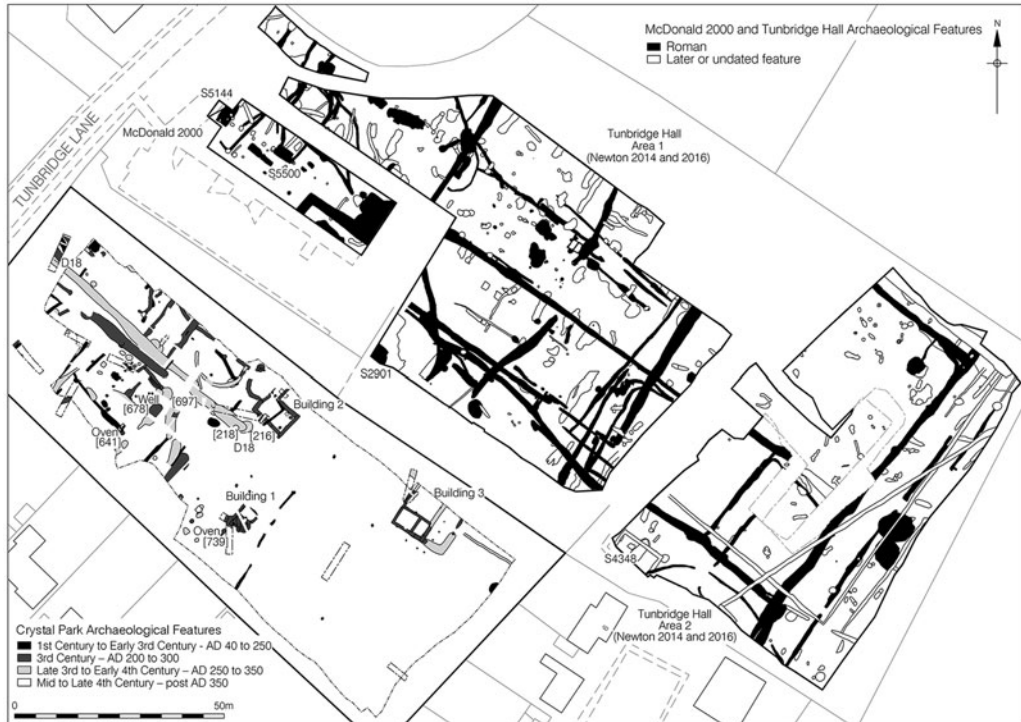 McDonald 2000 and Tunbridge Hall Archaeological Features
Roman
Later or undated feature
N
S5144
McDonald 2000
TUNBRIDGE LANE
S5500
Tunbridge Hall
Area 1
(Newton 2014 and 2016)
D18
S2901
Well
[678]
[697]
Building 2
Oven
[641]
[218]
[216]
D18
Building 1
Building 3
Oven
[739]
S4348
Tunbridge Hall
Area 2
(Newton 2014 and 2016)
Crystal Park Archaeological Features
1st Century to Early 3rd Century - AD 40 to 250
3rd Century – AD 200 to 300
Late 3rd to Early 4th Century – AD 250 to 350
Mid to Late 4th Century – post AD 350
0
50m